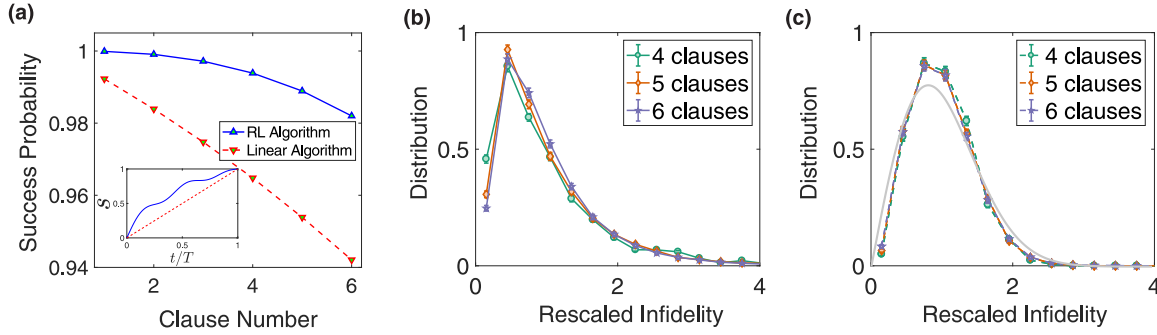 (a)
Success Probability
1
0.98
0.96
0.94
2
4
6
Clause Number
RL Algorithm
Linear Algorithm
S
1
0.5
0
0
0.5
1
t/T
(b)
Distribution
1
0.5
0
0
2
4
Rescaled Infidelity
4 clauses
5 clauses
6 clauses
(c)
Distribution
1
0.5
0
0
2
4
Rescaled Infidelity
4 clauses
5 clauses
6 clauses